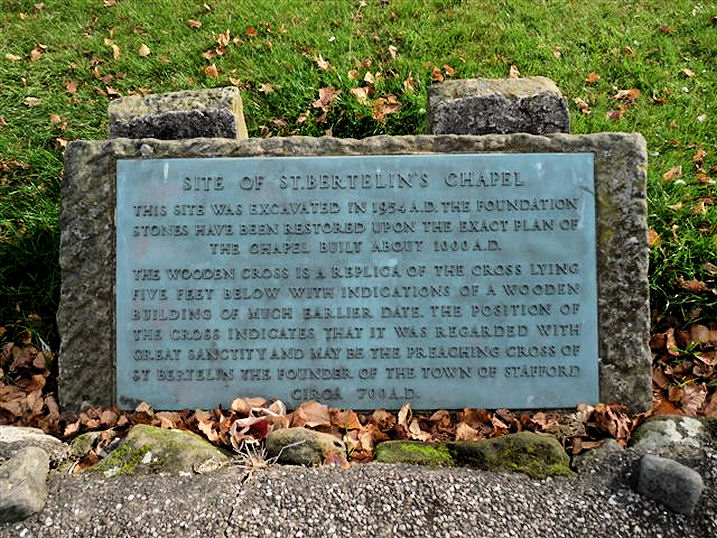 SITE OF ST.BERTELIN'S CHAPEL
THIS SITE WAS EXCAVATED IN 1954 A.D. THE FOUNDATION
STONES HAVE BEEN RESTORED UPON THE EXACT PLAN OF
THE CHAPEL BUILT ABOUT 1000 A.D.
THE WOODEN CROSS IS A REPLICA OF THE CROSS LYING
FIVE FEET BELOW WITH INDICATIONS OF A WOODEN
BUILDING OF MUCH EARLIER DATE. THE POSITION OF
THE CROSS INDICATES THAT IT WAS REGARDED WITH
GREAT SANCTITY AND MAY BE THE PREACHING CROSS OF
ST BERTELIN THE FOUNDER OF THE TOWN OF STAFFORD
CIRCA 700 A.D.